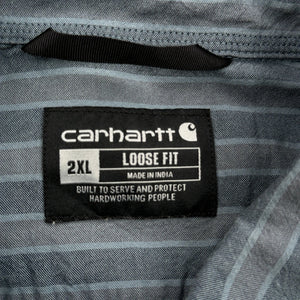 carhartt
2XL LOOSE FIT
MADE IN INDIA
BUILT TO SERVE AND PROTECT
HARDWORKING PEOPLE